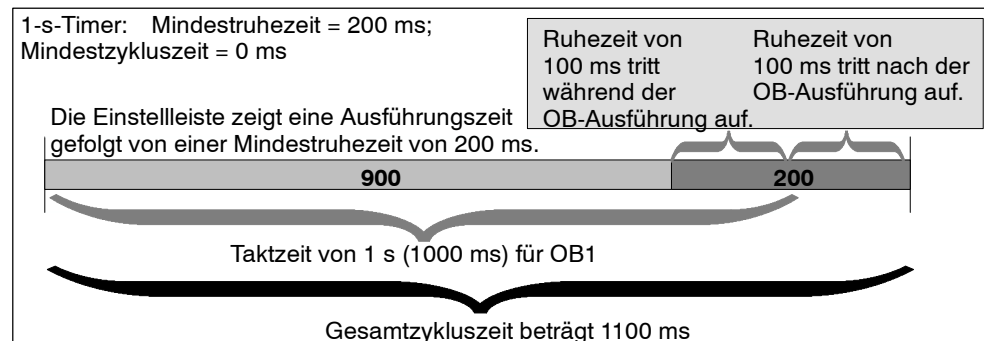 1-s-Timer: Mindestruhezeit = 200 ms;
Mindestzykluszeit = 0 ms
Ruhezeit von
100 ms tritt
während der
OB-Ausführung auf.
Ruhezeit von
100 ms tritt nach der
OB-Ausführung auf.
Die Einstellleiste zeigt eine Ausführungszeit
gefolgt von einer Mindestruhezeit von 200 ms.
900
200
Taktzeit von 1 s (1000 ms) für OB1
Gesamtzykluszeit beträgt 1100 ms